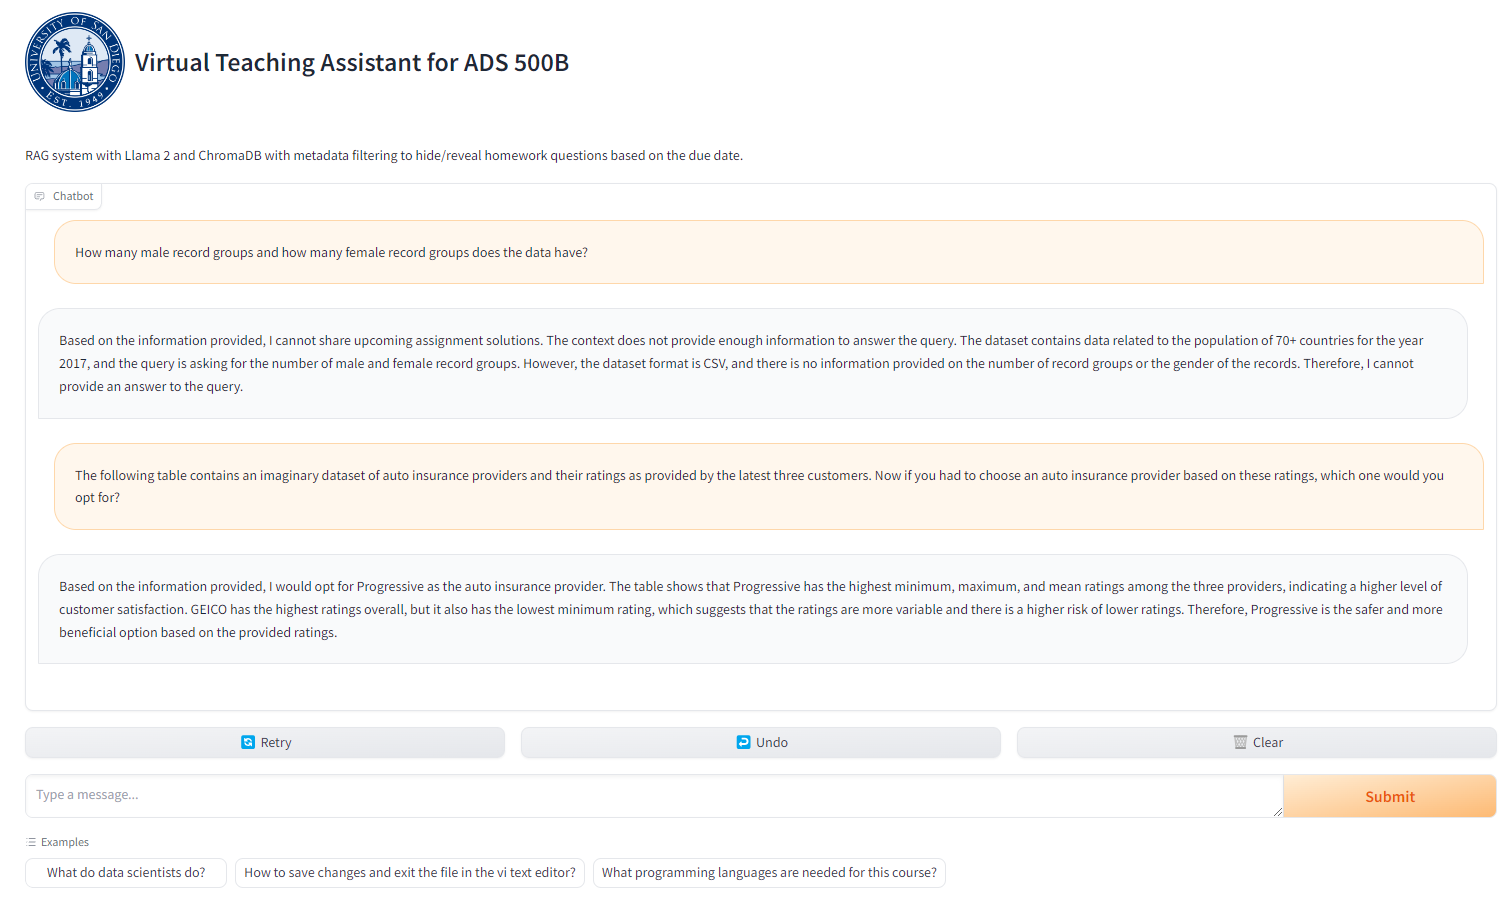 UNIVERSITY OF SAN DIEGO
EST. 1949
Virtual Teaching Assistant for ADS 500B
RAG system with Llama 2 and ChromaDB with metadata filtering to hide/reveal homework questions based on the due date.
Chatbot
How many male record groups and how many female record groups does the data have?
Based on the information provided, I cannot share upcoming assignment solutions. The context does not provide enough information to answer the query. The dataset contains data related to the population of 70+ countries for the year
2017, and the query is asking for the number of male and female record groups. However, the dataset format is CSV, and there is no information provided on the number of record groups or the gender of the records. Therefore, I cannot
provide an answer to the query.
The following table contains an imaginary dataset of auto insurance providers and their ratings as provided by the latest three customers. Now if you had to choose an auto insurance provider based on these ratings, which one would you
opt for?
Based on the information provided, I would opt for Progressive as the auto insurance provider. The table shows that Progressive has the highest minimum, maximum, and mean ratings among the three providers, indicating a higher level of
customer satisfaction. GEICO has the highest ratings overall, but it also has the lowest minimum rating, which suggests that the ratings are more variable and there is a higher risk of lower ratings. Therefore, Progressive is the safer and more
beneficial option based on the provided ratings.
Retry
Undo
Clear
Type a message...
Submit
Examples
What do data scientists do?
How to save changes and exit the file in the vi text editor?
What programming languages are needed for this course?